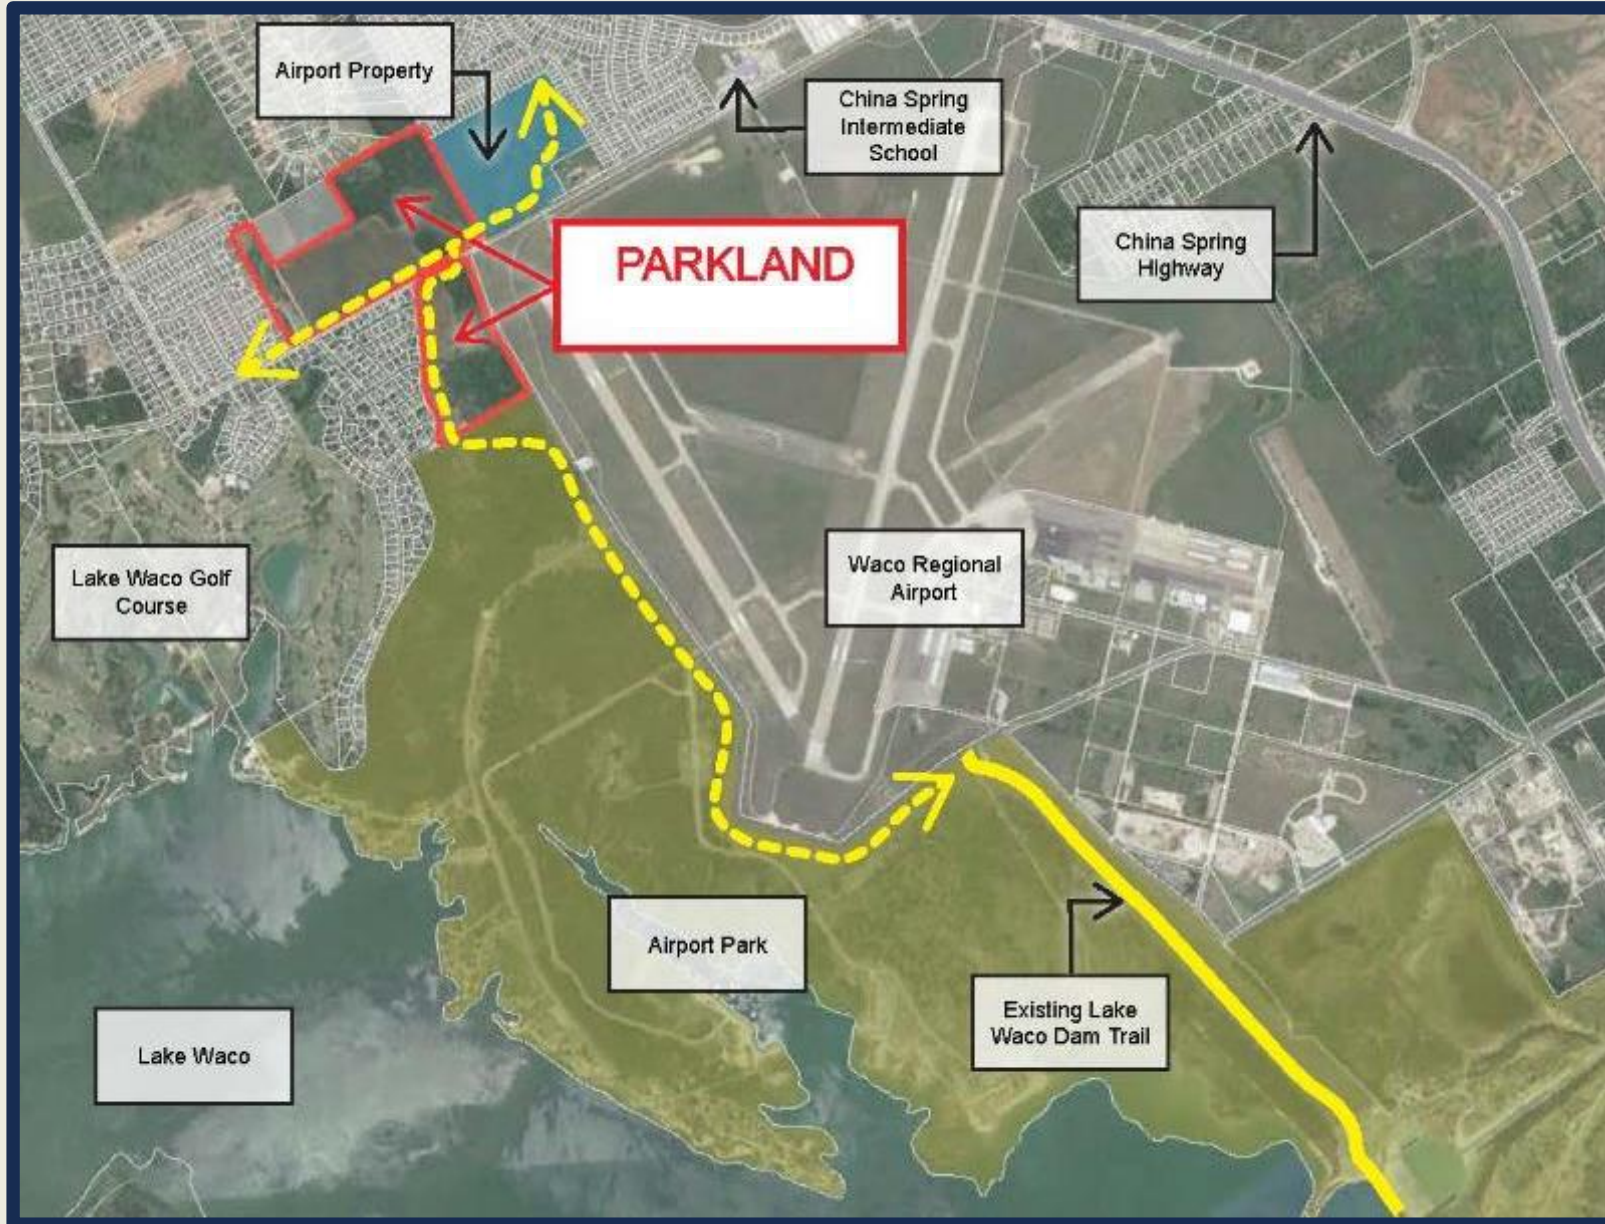 Airport Property
China Spring
Intermediate
School
PARKLAND
China Spring
Highway
Lake Waco Golf
Course
Waco Regional
Airport
Airport Park
Existing Lake
Waco Dam Trail
Lake Waco